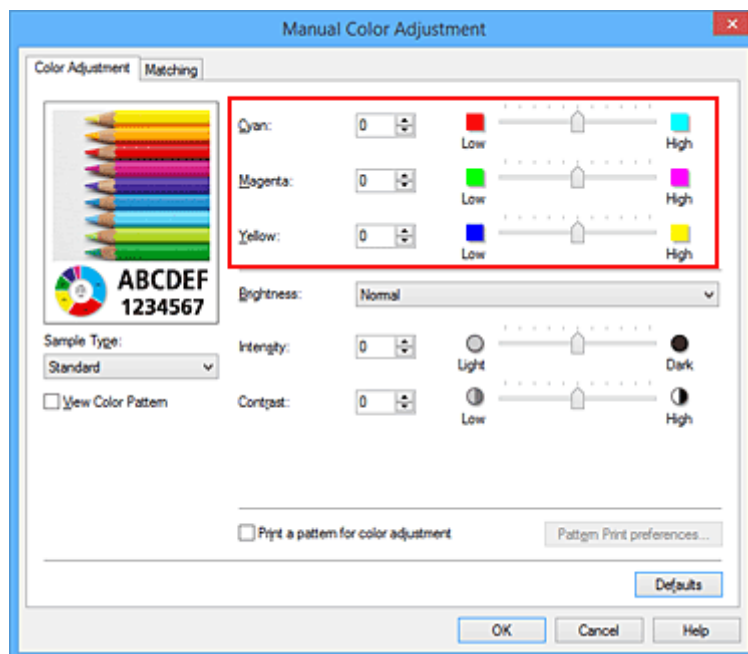 Manual Color Adjustment
Color Adjustment Matching
Cyan: 0 Low High
Magenta: 0 Low High
Yellow: 0 Low High
ABCDEF
1234567
Brightness: Normal
Sample Type:
Standard
Intensity: 0 Light Dark
View Color Pattern
Contrast: 0 Low High
Print a pattern for color adjustment Pattern Print preferences...
Defaults
OK Cancel Help